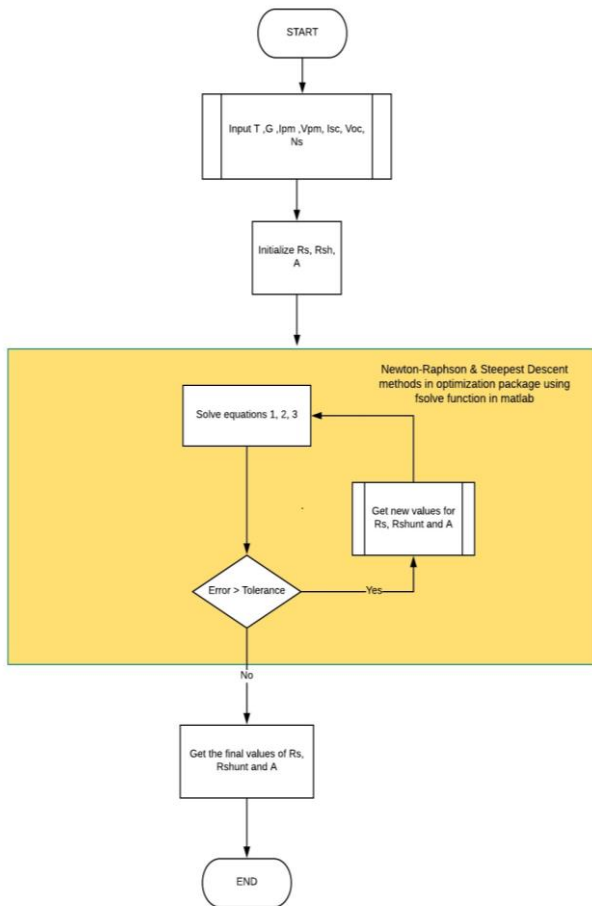 START
Input T ,G ,Ipm ,Vpm, Isc, Voc,
Ns
Initialize Rs, Rsh,
A
Newton-Raphson & Steepest Descent
methods in optimization package using
fsolve function in matlab
Solve equations 1, 2, 3
Get new values for
Rs, Rshunt and A
Error > Tolerance
Yes
No
Get the final values of Rs,
Rshunt and A
END